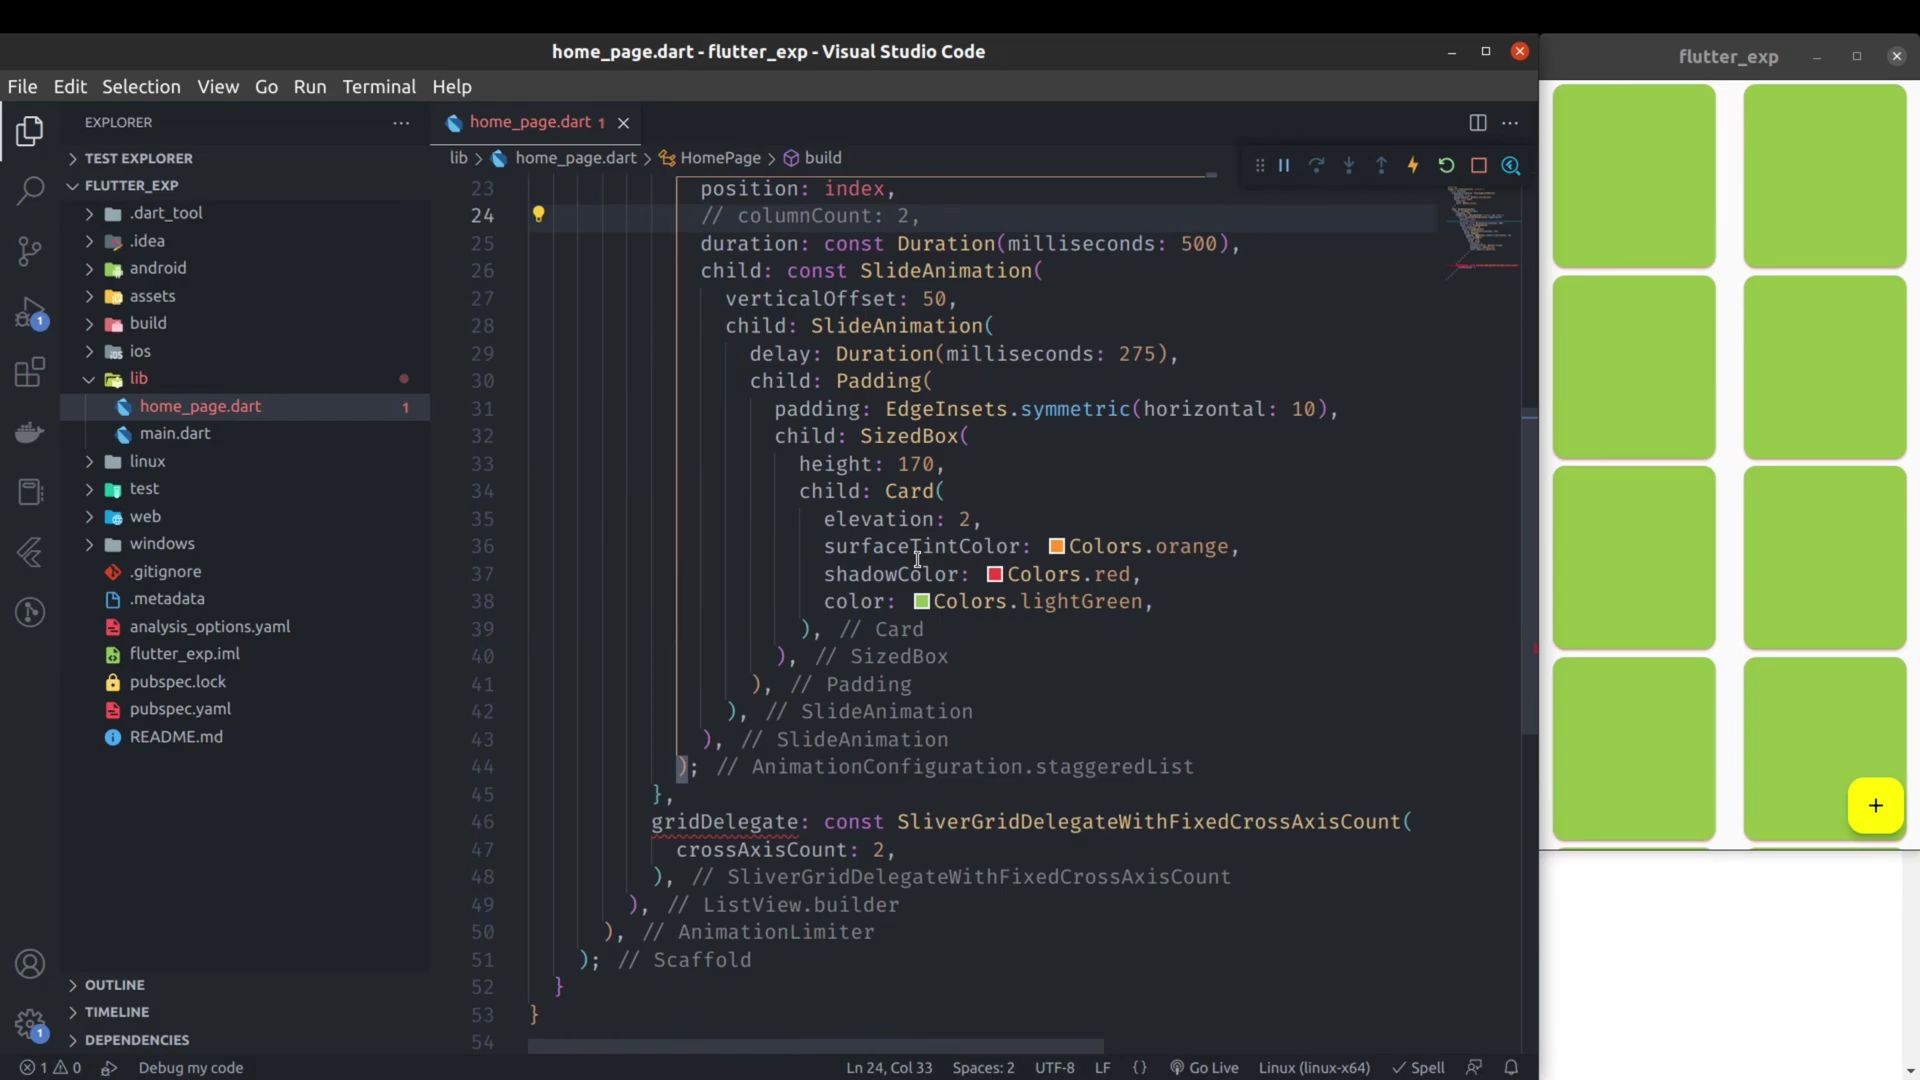 home_page.dart - flutter_exp - Visual Studio Code
flutter_exp
File Edit Selection View Go Run Terminal Help
EXPLORER
home_page.dart 1
TEST EXPLORER
lib > home_page.dart > HomePage > build
FLUTTER_EXP
.dart_tool
.idea
android
assets
build
ios
lib
home_page.dart 1
main.dart
linux
test
web
windows
.gitignore
.metadata
analysis_options.yaml
flutter_exp.iml
pubspec.lock
pubspec.yaml
README.md
OUTLINE
TIMELINE
DEPENDENCIES
1
1
23 position: index,
24 // columnCount: 2,
25 duration: const Duration(milliseconds: 500),
26 child: const SlideAnimation(
27 verticalOffset: 50,
28 child: SlideAnimation(
29 delay: Duration(milliseconds: 275),
30 child: Padding(
31 padding: EdgeInsets.symmetric(horizontal: 10),
32 child: SizedBox(
33 height: 170,
34 child: Card(
35 elevation: 2,
36 surfaceTintColor: Colors.orange,
37 shadowColor: Colors.red,
38 color: Colors.lightGreen,
39 ), // Card
40 ), // SizedBox
41 ), // Padding
42 ), // SlideAnimation
43 ), // SlideAnimation
44 ); // AnimationConfiguration.staggeredList
45 },
46 gridDelegate: const SliverGridDelegateWithFixedCrossAxisCount(
47 crossAxisCount: 2,
48 ), // SliverGridDelegateWithFixedCrossAxisCount
49 ), // ListView.builder
50 ), // AnimationLimiter
51 ); // Scaffold
52 }
53 }
54
+
1 0 Debug my code Ln 24, Col 33 Spaces: 2 UTF-8 LF {} Go Live Linux (linux-x64) Spell